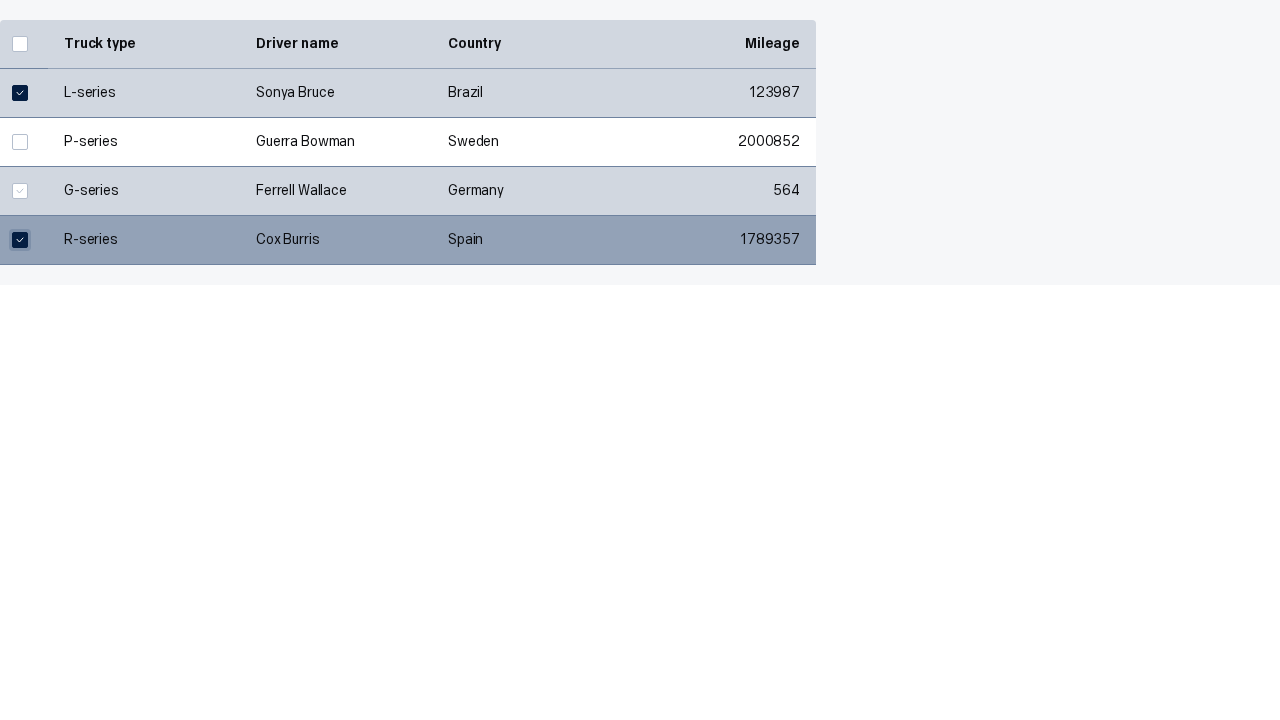 Truck type Driver name Country Mileage
L-series Sonya Bruce Brazil 123987
P-series Guerra Bowman Sweden 2000852
G-series Ferrell Wallace Germany 564
R-series Cox Burris Spain 1789357